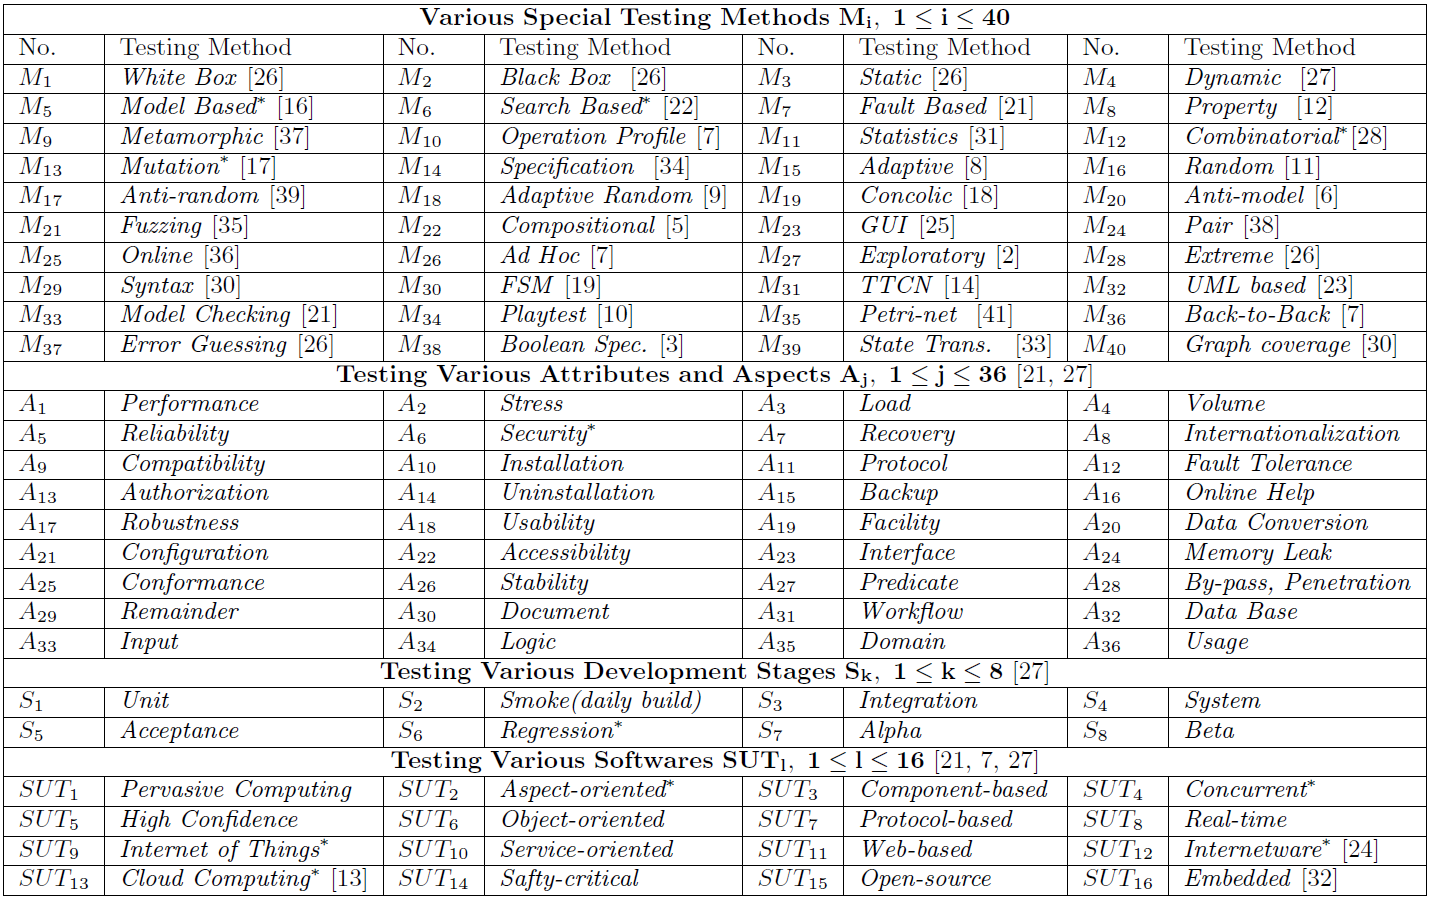 Various Special Testing Methods Mᵢ, 1 ≤ i ≤ 40
No. Testing Method No. Testing Method No. Testing Method No. Testing Method
M₁ White Box [26] M₂ Black Box [26] M₃ Static [26] M₄ Dynamic [27]
M₅ Model Based* [16] M₆ Search Based* [22] M₇ Fault Based [21] M₈ Property [12]
M₉ Metamorphic [37] M₁₀ Operation Profile [7] M₁₁ Statistics [31] M₁₂ Combinatorial*[28]
M₁₃ Mutation* [17] M₁₄ Specification [34] M₁₅ Adaptive [8] M₁₆ Random [11]
M₁₇ Anti-random [39] M₁₈ Adaptive Random [9] M₁₉ Concolic [18] M₂₀ Anti-model [6]
M₂₁ Fuzzing [35] M₂₂ Compositional [5] M₂₃ GUI [25] M₂₄ Pair [38]
M₂₅ Online [36] M₂₆ Ad Hoc [7] M₂₇ Exploratory [2] M₂₈ Extreme [26]
M₂₉ Syntax [30] M₃₀ FSM [19] M₃₁ TTCN [14] M₃₂ UML based [23]
M₃₃ Model Checking [21] M₃₄ Playtest [10] M₃₅ Petri-net [41] M₃₆ Back-to-Back [7]
M₃₇ Error Guessing [26] M₃₈ Boolean Spec. [3] M₃₉ State Trans. [33] M₄₀ Graph coverage [30]
Testing Various Attributes and Aspects Aⱼ, 1 ≤ j ≤ 36 [21, 27]
A₁ Performance A₂ Stress A₃ Load A₄ Volume
A₅ Reliability A₆ Security* A₇ Recovery A₈ Internationalization
A₉ Compatibility A₁₀ Installation A₁₁ Protocol A₁₂ Fault Tolerance
A₁₃ Authorization A₁₄ Uninstallation A₁₅ Backup A₁₆ Online Help
A₁₇ Robustness A₁₈ Usability A₁₉ Facility A₂₀ Data Conversion
A₂₁ Configuration A₂₂ Accessibility A₂₃ Interface A₂₄ Memory Leak
A₂₅ Conformance A₂₆ Stability A₂₇ Predicate A₂₈ By-pass, Penetration
A₂₉ Remainder A₃₀ Document A₃₁ Workflow A₃₂ Data Base
A₃₃ Input A₃₄ Logic A₃₅ Domain A₃₆ Usage
Testing Various Development Stages Sₖ, 1 ≤ k ≤ 8 [27]
S₁ Unit S₂ Smoke(daily build) S₃ Integration S₄ System
S₅ Acceptance S₆ Regression* S₇ Alpha S₈ Beta
Testing Various Softwares SUTₗ, 1 ≤ l ≤ 16 [21, 7, 27]
SUT₁ Pervasive Computing SUT₂ Aspect-oriented* SUT₃ Component-based SUT₄ Concurrent*
SUT₅ High Confidence SUT₆ Object-oriented SUT₇ Protocol-based SUT₈ Real-time
SUT₉ Internet of Things* SUT₁₀ Service-oriented SUT₁₁ Web-based SUT₁₂ Internetware* [24]
SUT₁₃ Cloud Computing* [13] SUT₁₄ Safty-critical SUT₁₅ Open-source SUT₁₆ Embedded [32]